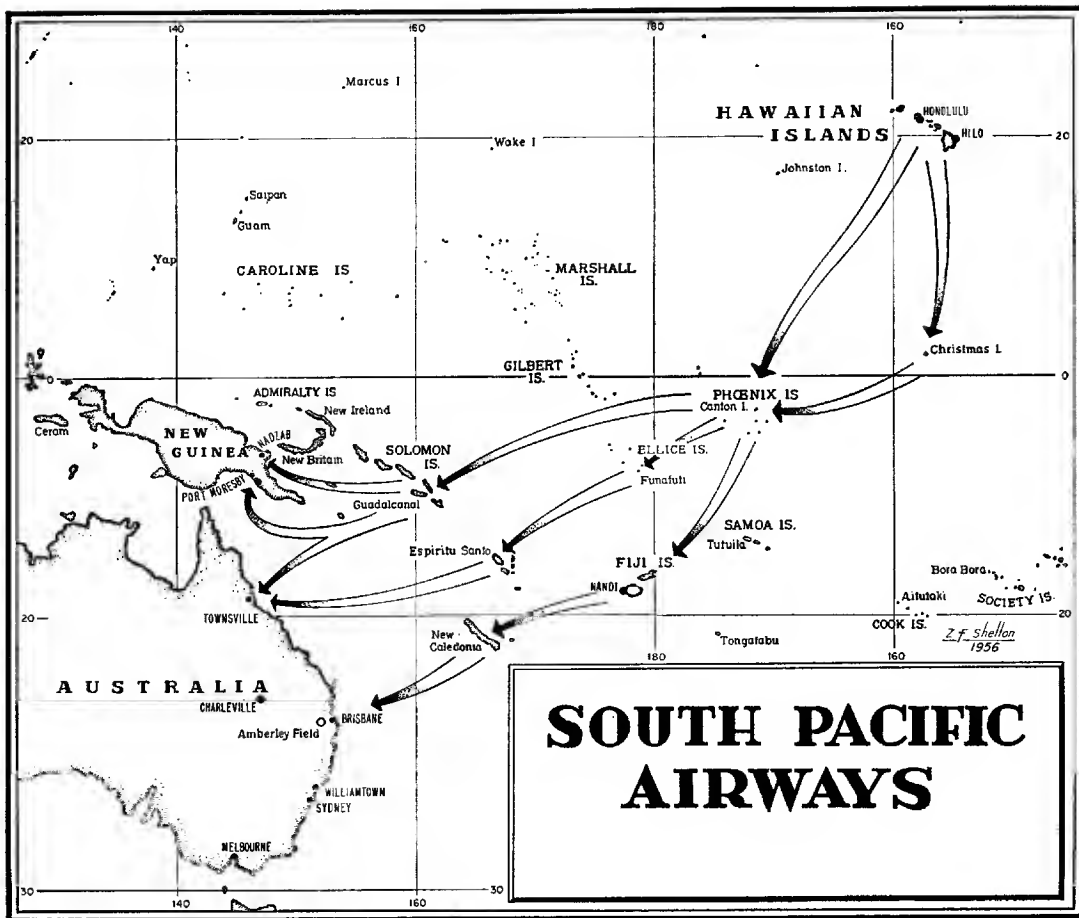 140
160
180
160
Marcus I
HAWAIIAN
ISLANDS
HONOLULU
HILO
20
20
Wake I
Johnston I.
Saipan
Guam
Yap
CAROLINE IS
MARSHALL
IS.
Christmas I.
GILBERT
IS.
0
0
PHŒNIX IS
Canton I.
ADMIRALTY IS
New Ireland
Ceram
NEW
GUINEA
NADZAB
New Britain
SOLOMON
IS.
ELLICE IS.
Funafuti
PORT MORESBY
Guadalcanal
SAMOA IS.
Tutuila
Espiritu Santo
FIJI IS.
NANDI
Bora Bora
SOCIETY IS.
Aitutaki
COOK IS.
TOWNSVILLE
20
20
New
Caledonia
180
Tongatabu
160
Z.F. Shelton
1956
AUSTRALIA
CHARLEVILLE
BRISBANE
Amberley Field
WILLIAMTOWN
SYDNEY
MELBOURNE
SOUTH PACIFIC
AIRWAYS
30
140
160
30